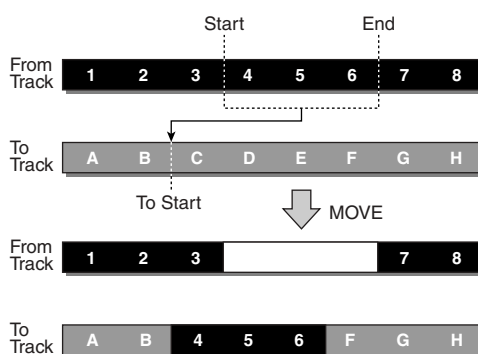 Start End
From Track 1 2 3 4 5 6 7 8
To Track A B C D E F G H
To Start
MOVE
From Track 1 2 3 7 8
To Track A B 4 5 6 F G H